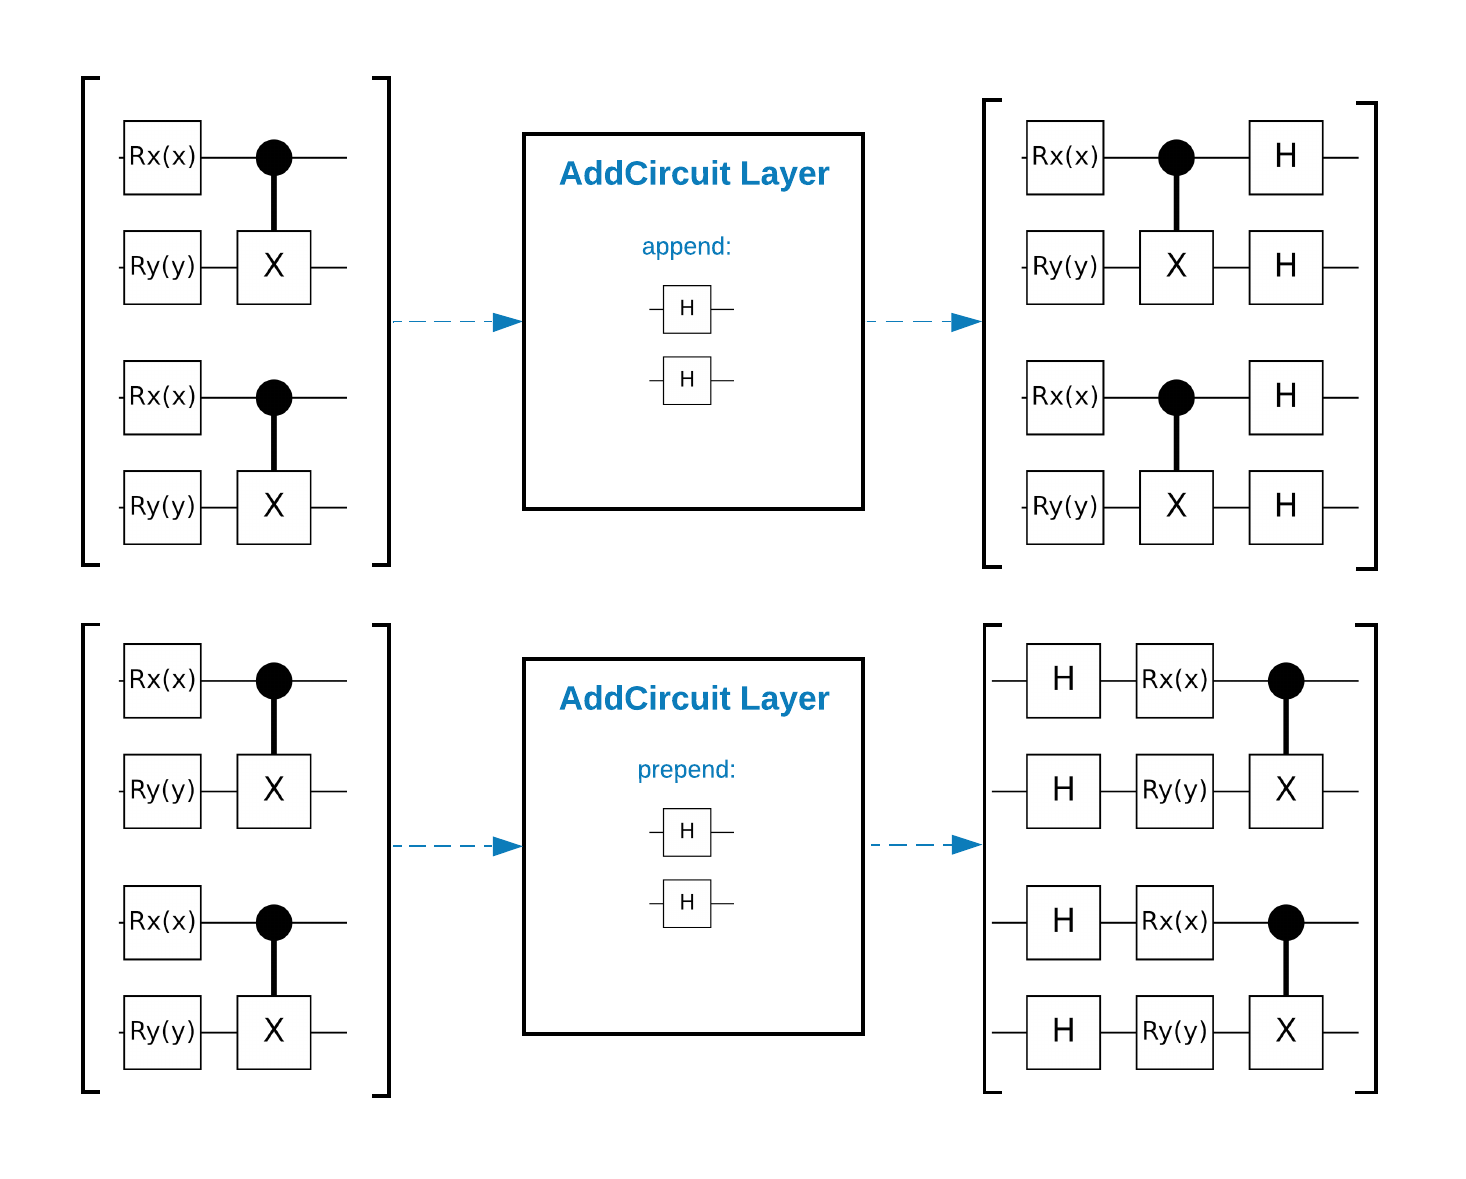 Rx(x)
Ry(y) X
Rx(x)
Ry(y) X
AddCircuit Layer
append:
H
H
Rx(x) H
Ry(y) X H
Rx(x) H
Ry(y) X H
Rx(x)
Ry(y) X
Rx(x)
Ry(y) X
AddCircuit Layer
prepend:
H
H
H Rx(x)
H Ry(y) X
H Rx(x)
H Ry(y) X